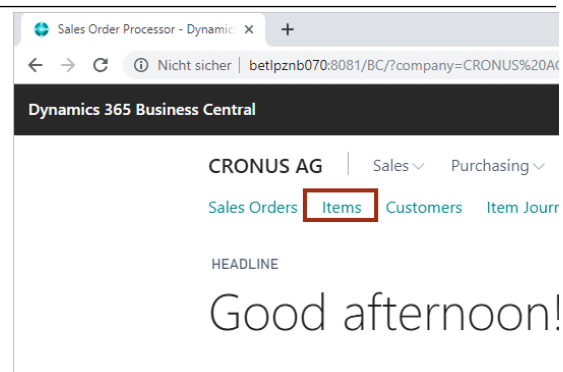 Sales Order Processor - Dynamic
Nicht sicher | betlpznb070:8081/BC/?company=CRONUS%20A
Dynamics 365 Business Central
CRONUS AG | Sales Purchasing
Sales Orders Items Customers Item Jour
HEADLINE
Good afternoon!